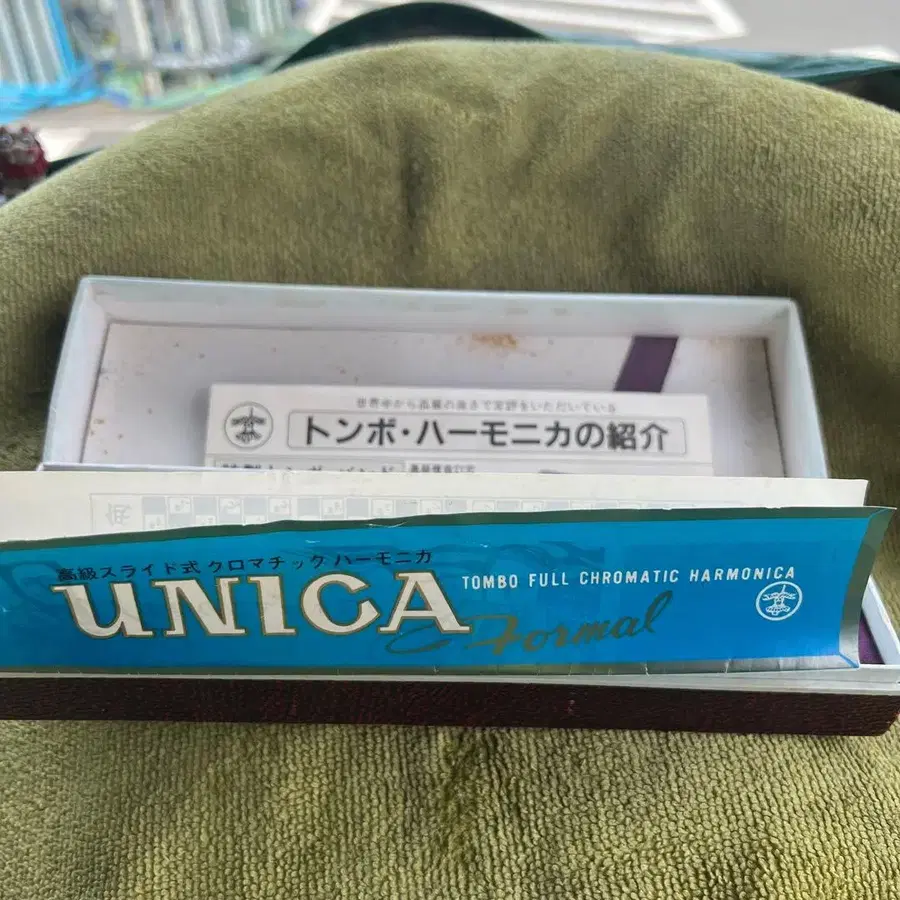 世界中から品質の良さで定評をいただいている
トンボ・ハーモニカの紹介
高級スライド式 クロマチック ハーモニカ
UNICA
TOMBO FULL CHROMATIC HARMONICA
Formal